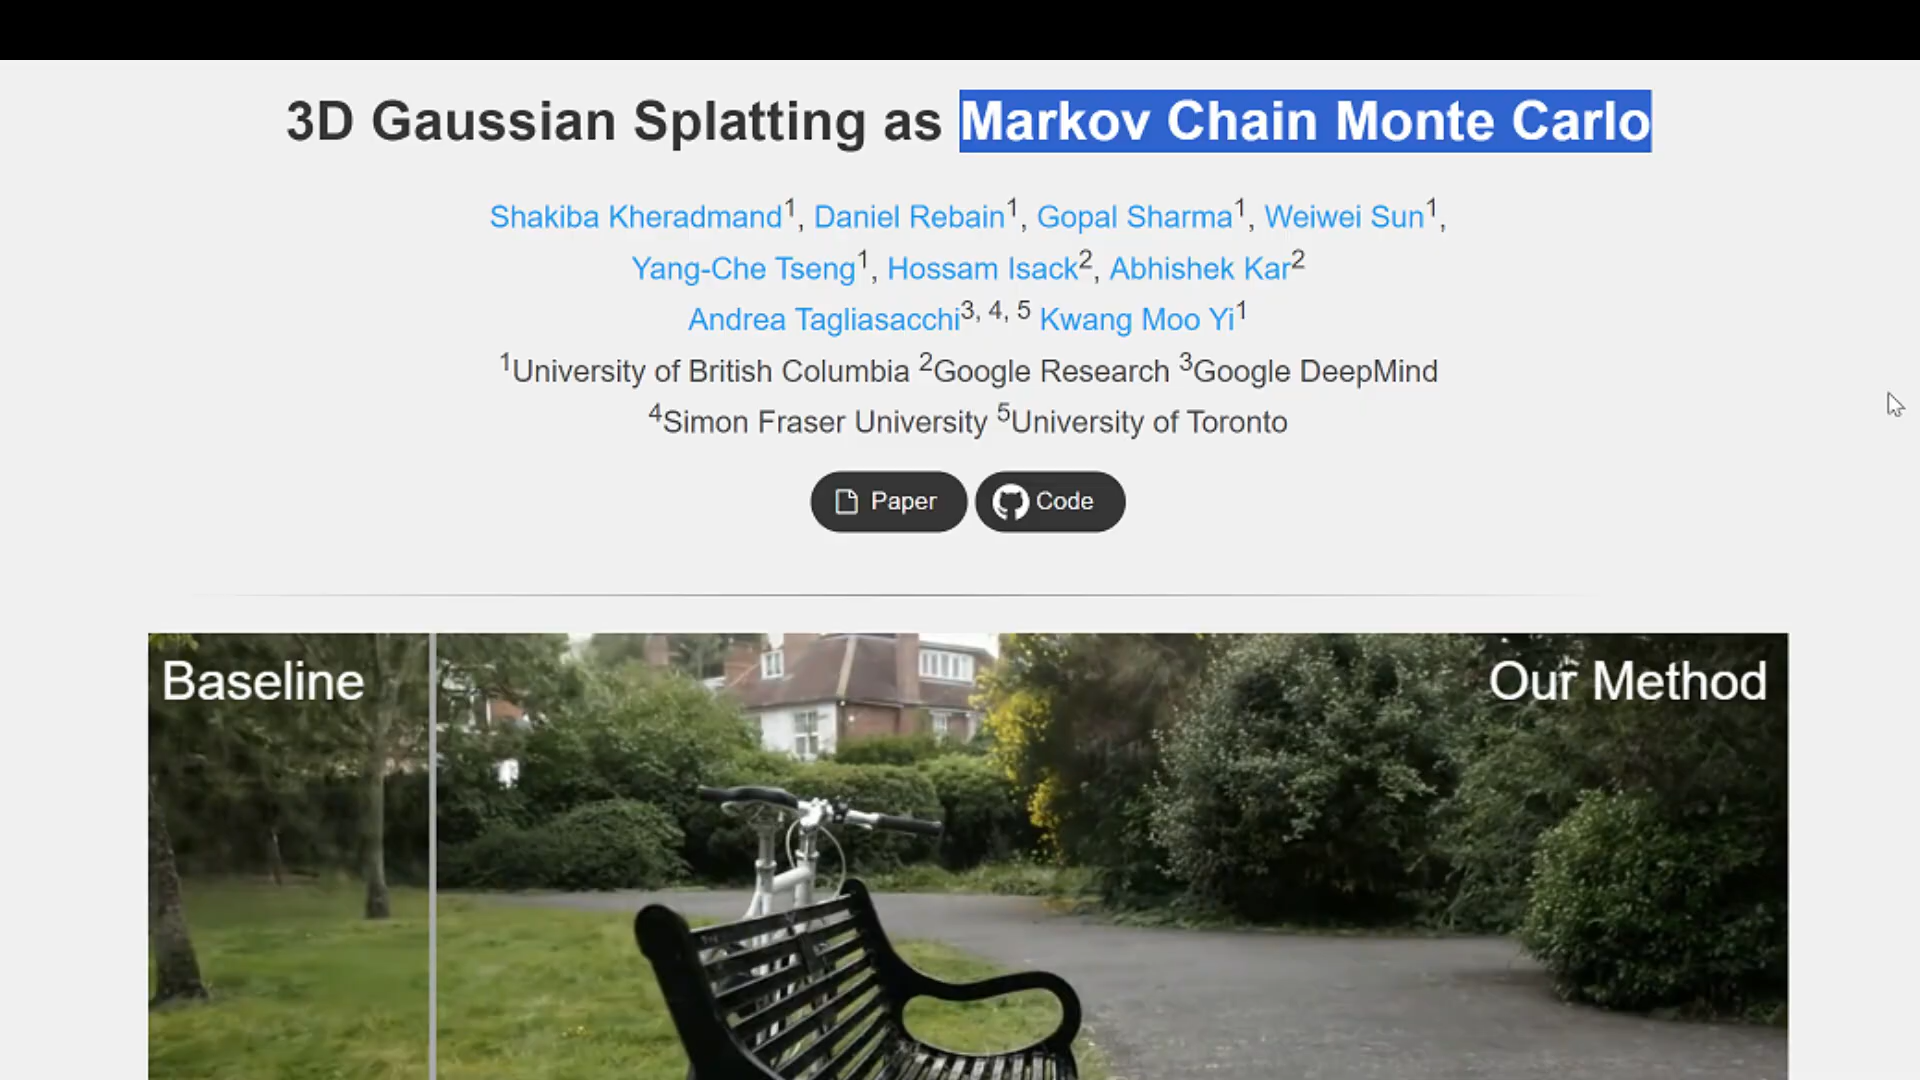 3D Gaussian Splatting as Markov Chain Monte Carlo
Shakiba Kheradmand1, Daniel Rebain1, Gopal Sharma1, Weiwei Sun1,
Yang-Che Tseng1, Hossam Isack2, Abhishek Kar2
Andrea Tagliasacchi3, 4, 5 Kwang Moo Yi1
1University of British Columbia 2Google Research 3Google DeepMind
4Simon Fraser University 5University of Toronto
Paper Code
Baseline Our Method